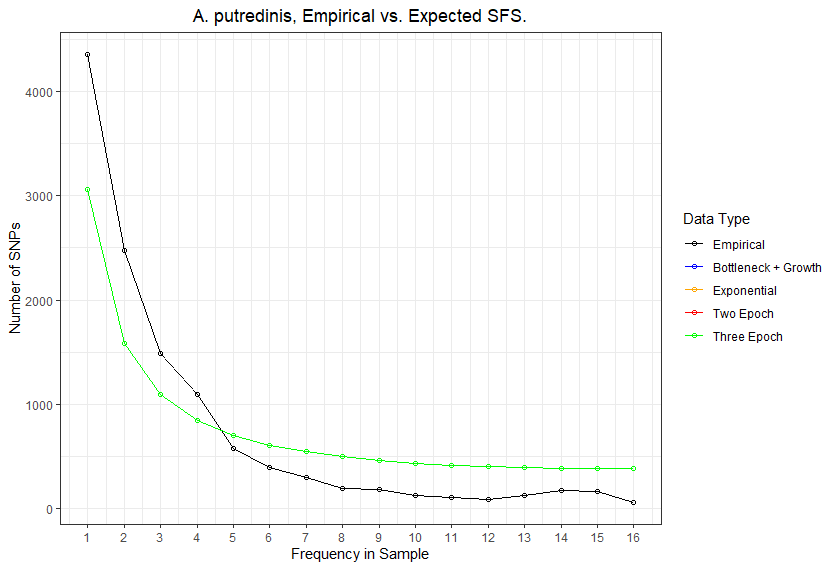 A. putredinis, Empirical vs. Expected SFS.
Number of SNPs
4000
3000
2000
1000
0
1 2 3 4 5 6 7 8 9 10 11 12 13 14 15 16
Frequency in Sample
Data Type
Empirical
Bottleneck + Growth
Exponential
Two Epoch
Three Epoch